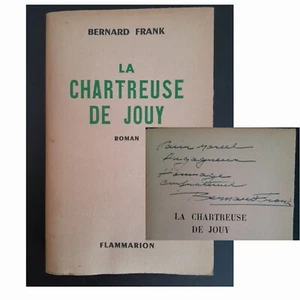 BERNARD FRANK
LA
CHARTREUSE
DE JOUY
ROMAN
FLAMMARION
Pour Marcel
Hommage
Bernard Frank
LA CHARTREUSE
DE JOUY